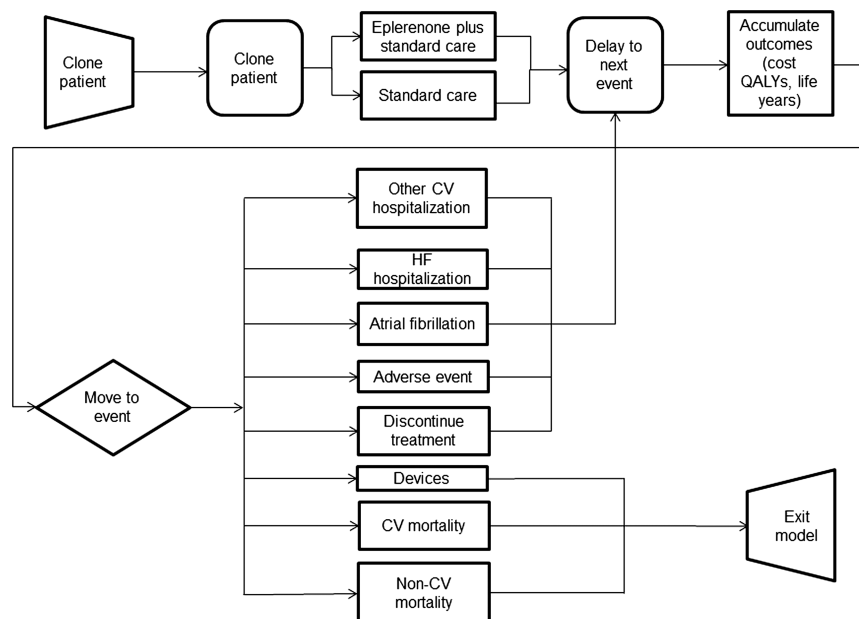 Clone
patient
Clone
patient
Eplerenone plus
standard care
Standard care
Delay to
next
event
Accumulate
outcomes
(cost
QALYs, life
years)
Other CV
hospitalization
HF
hospitalization
Atrial fibrillation
Adverse event
Discontinue
treatment
Devices
CV mortality
Non-CV
mortality
Move to
event
Exit
model